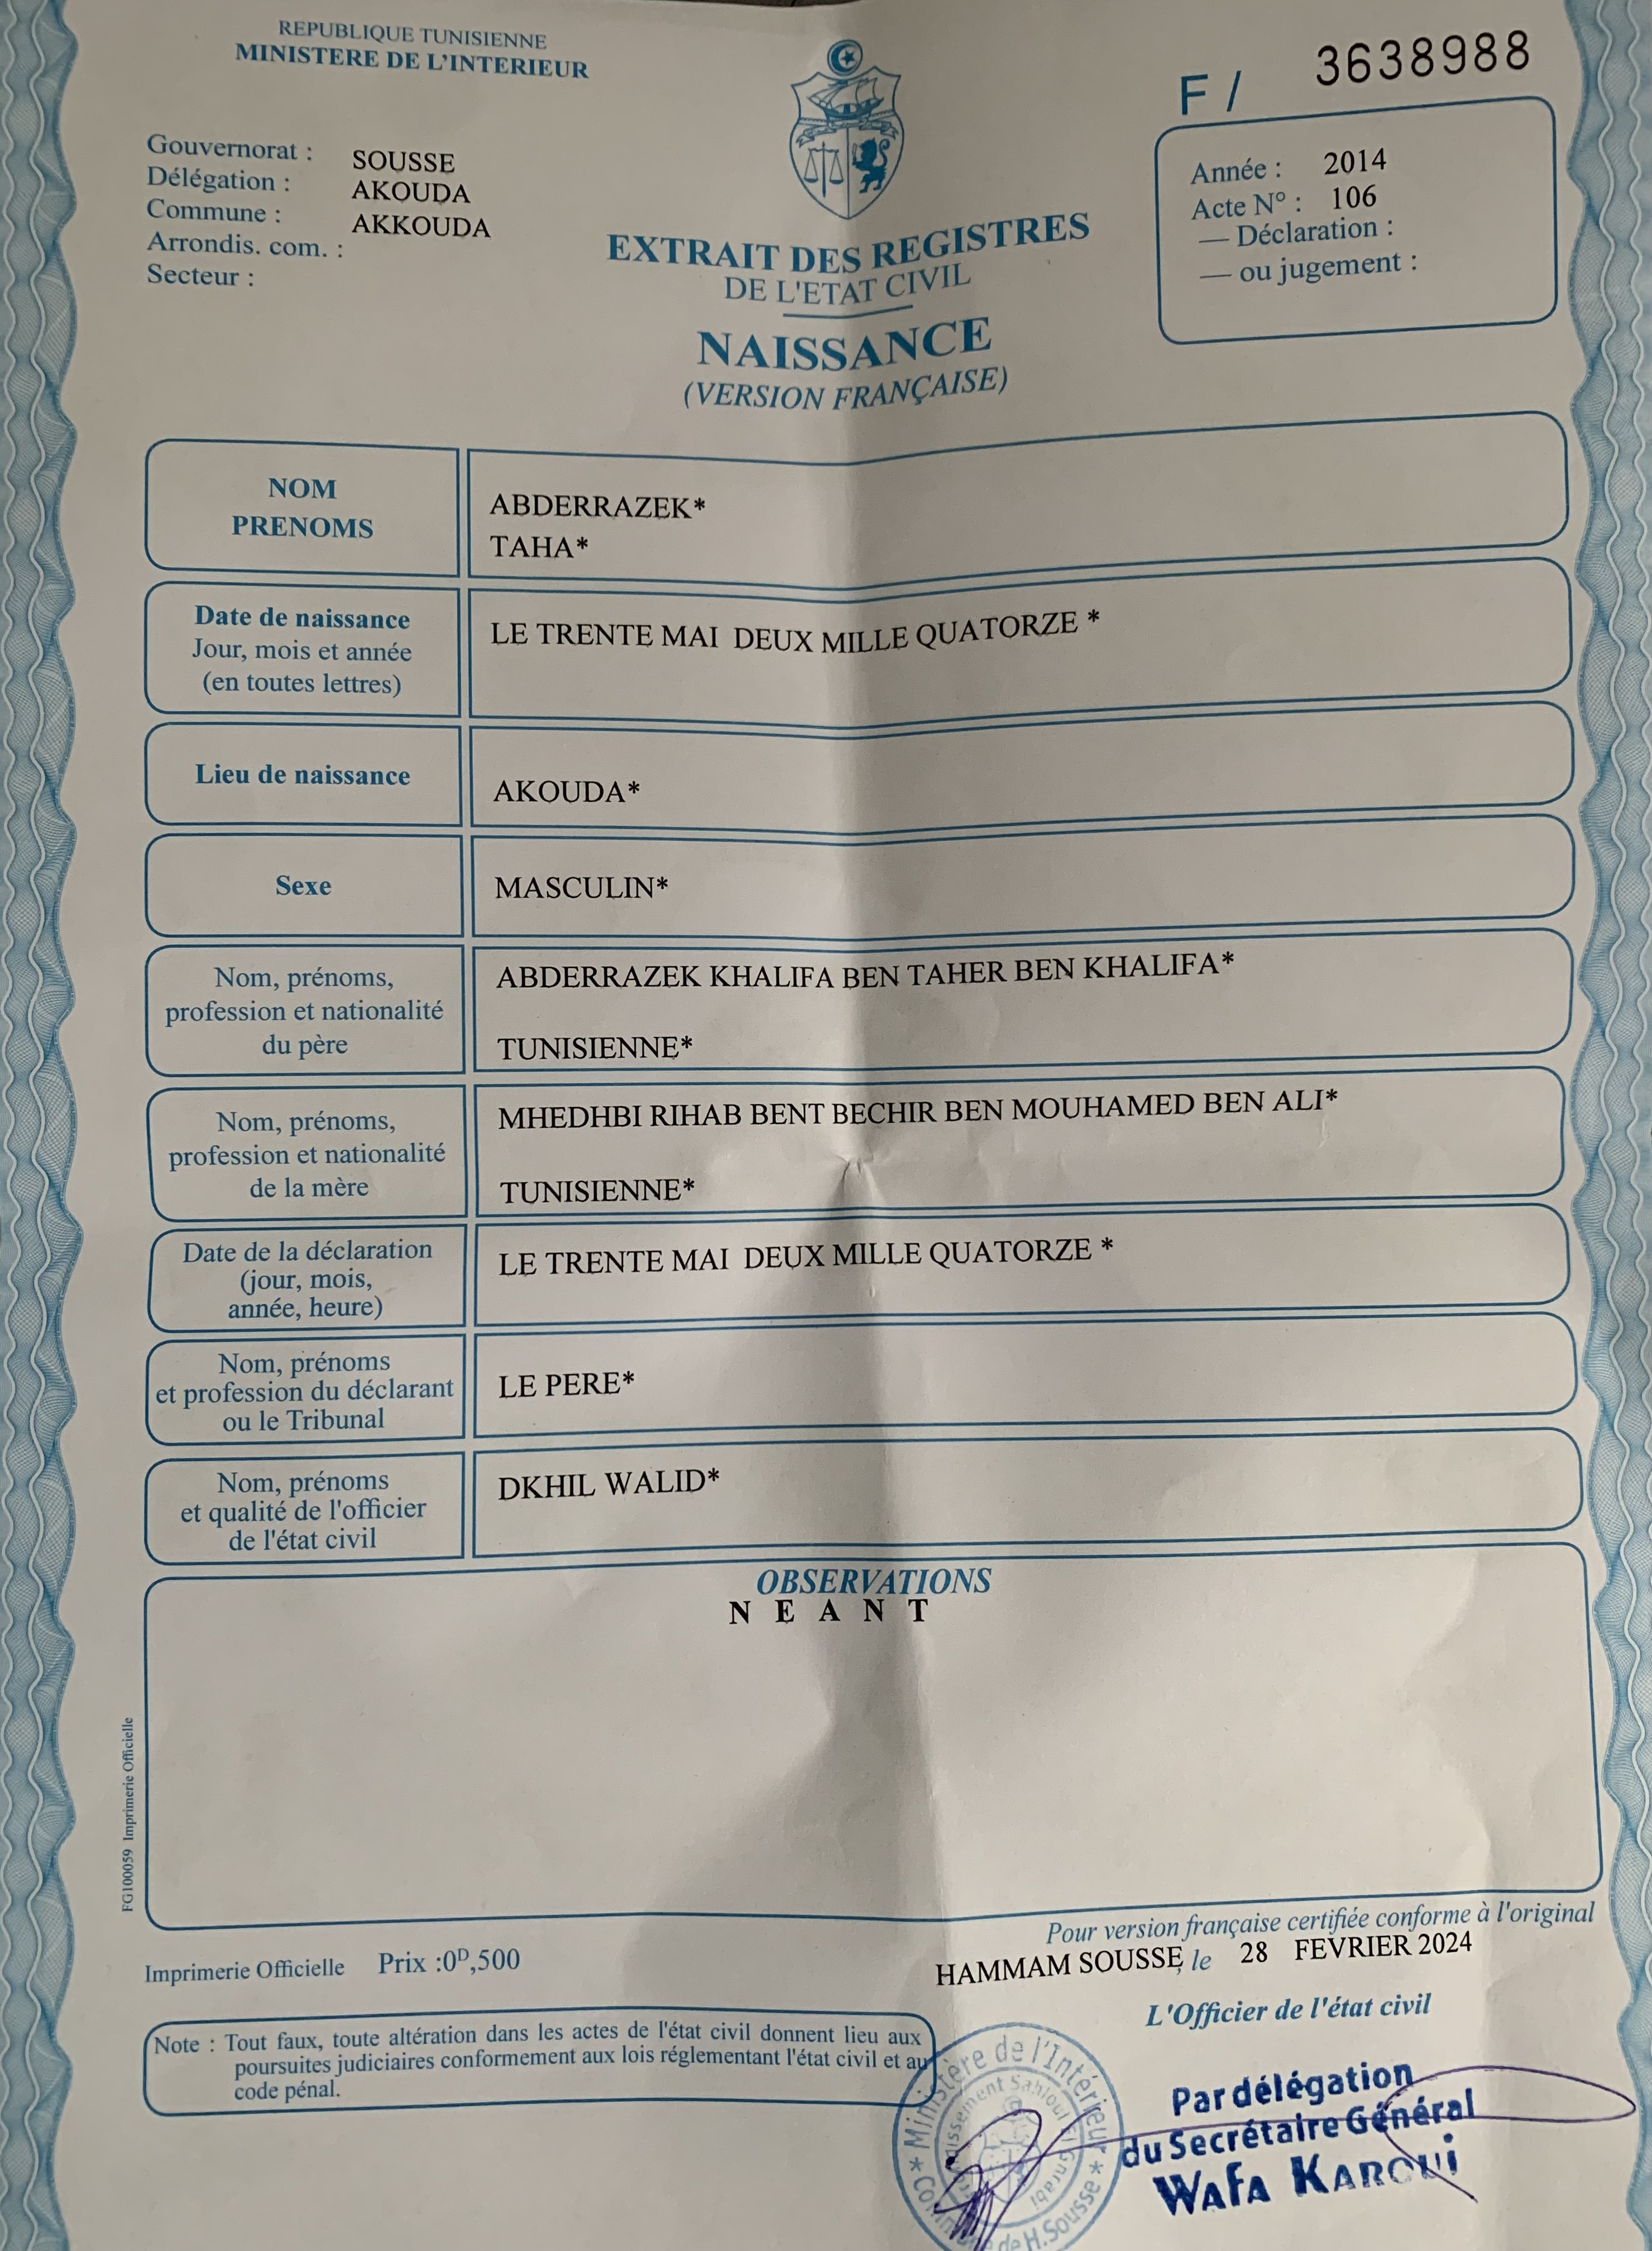 REPUBLIQUE TUNISIENNE
MINISTERE DE L'INTERIEUR
F / 3638988
Gouvernorat : SOUSSE
Délégation : AKOUDA
Commune : AKKOUDA
Arrondis. com. :
Secteur :
Année : 2014
Acte N° : 106
— Déclaration :
— ou jugement :
EXTRAIT DES REGISTRES
DE L'ETAT CIVIL
NAISSANCE
(VERSION FRANÇAISE)
NOM
PRENOMS
ABDERRAZEK*
TAHA*
Date de naissance
Jour, mois et année
(en toutes lettres)
LE TRENTE MAI DEUX MILLE QUATORZE *
Lieu de naissance
AKOUDA*
Sexe
MASCULIN*
Nom, prénoms,
profession et nationalité
du père
ABDERRAZEK KHALIFA BEN TAHER BEN KHALIFA*
TUNISIENNE*
Nom, prénoms,
profession et nationalité
de la mère
MHEDHBI RIHAB BENT BECHIR BEN MOUHAMED BEN ALI*
TUNISIENNE*
Date de la déclaration
(jour, mois,
année, heure)
LE TRENTE MAI DEUX MILLE QUATORZE *
Nom, prénoms
et profession du déclarant
ou le Tribunal
LE PERE*
Nom, prénoms
et qualité de l'officier
de l'état civil
DKHIL WALID*
OBSERVATIONS
N E A N T
FG100059 Imprimerie Officielle
Pour version française certifiée conforme à l'original
HAMMAM SOUSSE, le 28 FEVRIER 2024
Imprimerie Officielle Prix :0ᴰ,500
L'Officier de l'état civil
Note : Tout faux, toute altération dans les actes de l'état civil donnent lieu aux
poursuites judiciaires conformement aux lois réglementant l'état civil et au
code pénal.
* Ministère de l'Intérieur *
de H.Sousse
Par délégation
du Secrétaire Général
WAFA KAROUI